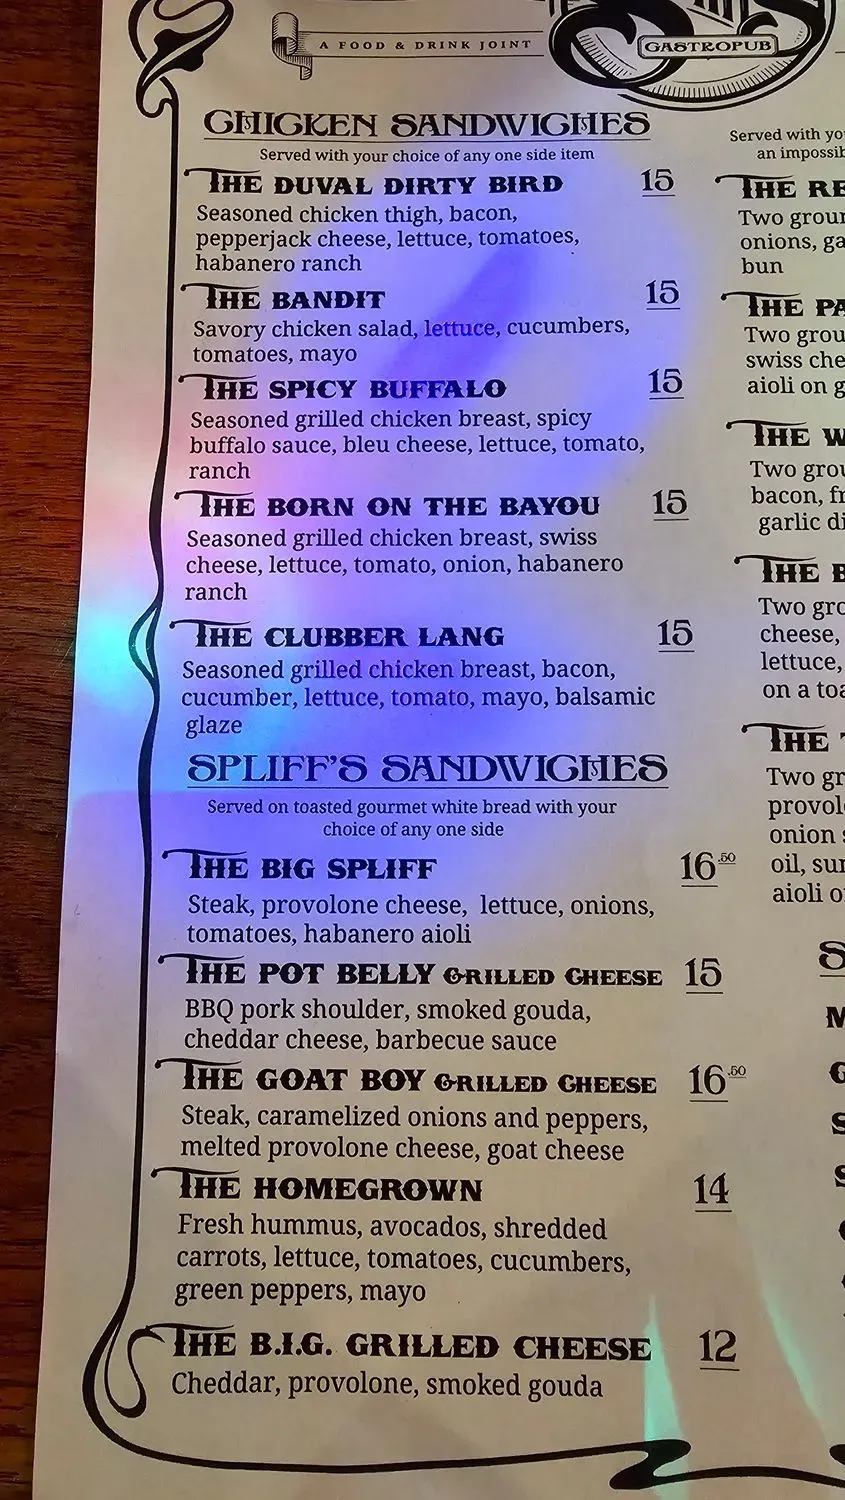 A FOOD & DRINK JOINT
GASTROPUB
CHICKEN SANDWICHES
Served with your choice of any one side item
THE DUVAL DIRTY BIRD 15
Seasoned chicken thigh, bacon,
pepperjack cheese, lettuce, tomatoes,
habanero ranch
THE BANDIT 15
Savory chicken salad, lettuce, cucumbers,
tomatoes, mayo
THE SPICY BUFFALO 15
Seasoned grilled chicken breast, spicy
buffalo sauce, bleu cheese, lettuce, tomato,
ranch
THE BORN ON THE BAYOU 15
Seasoned grilled chicken breast, swiss
cheese, lettuce, tomato, onion, habanero
ranch
THE CLUBBER LANG 15
Seasoned grilled chicken breast, bacon,
cucumber, lettuce, tomato, mayo, balsamic
glaze
SPLIFF'S SANDWICHES
Served on toasted gourmet white bread with your
choice of any one side
THE BIG SPLIFF 16.50
Steak, provolone cheese, lettuce, onions,
tomatoes, habanero aioli
THE POT BELLY GRILLED CHEESE 15
BBQ pork shoulder, smoked gouda,
cheddar cheese, barbecue sauce
THE GOAT BOY GRILLED CHEESE 16.50
Steak, caramelized onions and peppers,
melted provolone cheese, goat cheese
THE HOMEGROWN 14
Fresh hummus, avocados, shredded
carrots, lettuce, tomatoes, cucumbers,
green peppers, mayo
THE B.I.G. GRILLED CHEESE 12
Cheddar, provolone, smoked gouda
Served with
an
THE
Two
onions,
bun
THE
Two
swiss
aioli on
THE
Two
bacon,
garlic
THE
Two
cheese,
lettuce,
on a
THE
Two
onion
oil,
aioli